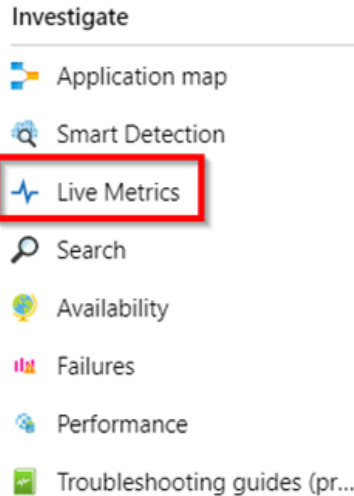 Investigate
Application map
Smart Detection
Live Metrics
Search
Availability
Failures
Performance
Troubleshooting guides (pr...